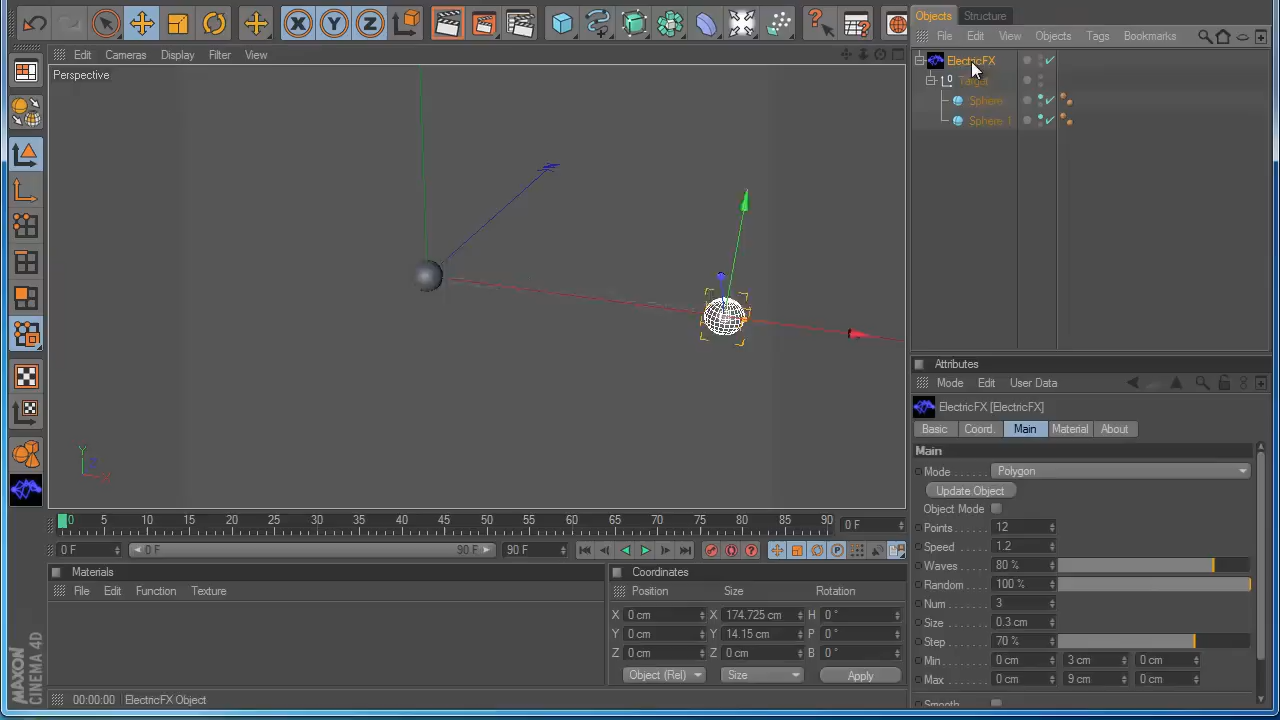 Objects Structure
Edit Cameras Display Filter View
File Edit View Objects Tags Bookmarks
Perspective
ElectricFX
0 Target
Sphere
Sphere.1
Attributes
Mode Edit User Data
ElectricFX [ElectricFX]
Basic Coord. Main Material About
Main
Mode Polygon
Update Object
Object Mode
Points 12
Speed 1.2
Waves 80 %
Random 100 %
Num 3
Size 0.3 cm
Step 70 %
Min 0 cm 3 cm 0 cm
Max 0 cm 9 cm 0 cm
Smooth
X Y Z
Y X
0 5 10 15 20 25 30 35 40 45 50 55 60 65 70 75 80 85 90 0 F
0 F 0 F 90 F 90 F
Materials
File Edit Function Texture
Coordinates
Position Size Rotation
X 0 cm X 174.725 cm H 0 °
Y 0 cm Y 14.15 cm P 0 °
Z 0 cm Z 0 cm B 0 °
Object (Rel) Size Apply
00:00:00 ElectricFX Object
MAXON
CINEMA 4D